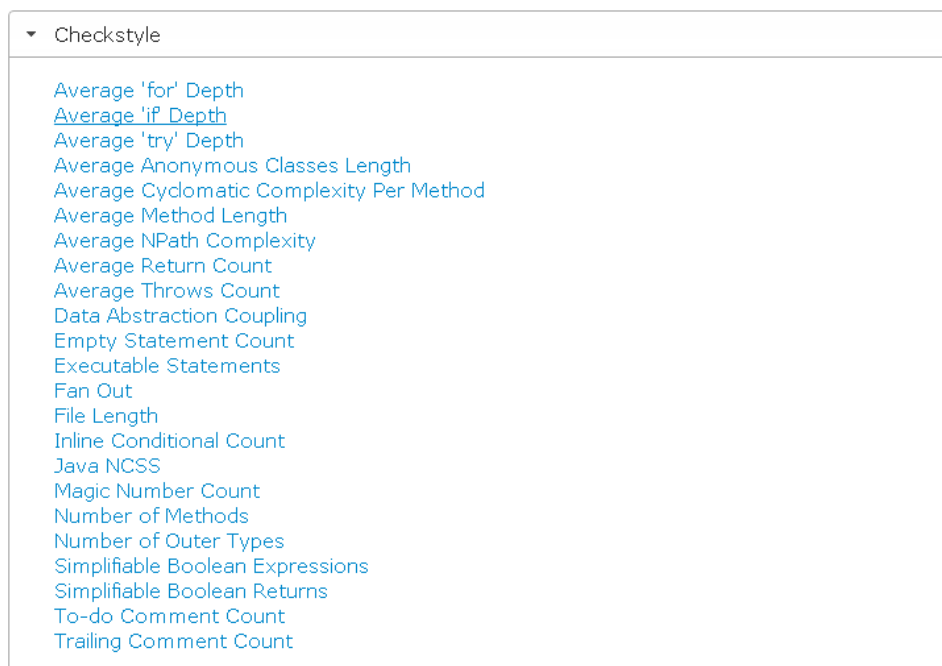 Checkstyle
Average 'for' Depth
Average 'if' Depth
Average 'try' Depth
Average Anonymous Classes Length
Average Cyclomatic Complexity Per Method
Average Method Length
Average NPath Complexity
Average Return Count
Average Throws Count
Data Abstraction Coupling
Empty Statement Count
Executable Statements
Fan Out
File Length
Inline Conditional Count
Java NCSS
Magic Number Count
Number of Methods
Number of Outer Types
Simplifiable Boolean Expressions
Simplifiable Boolean Returns
To-do Comment Count
Trailing Comment Count